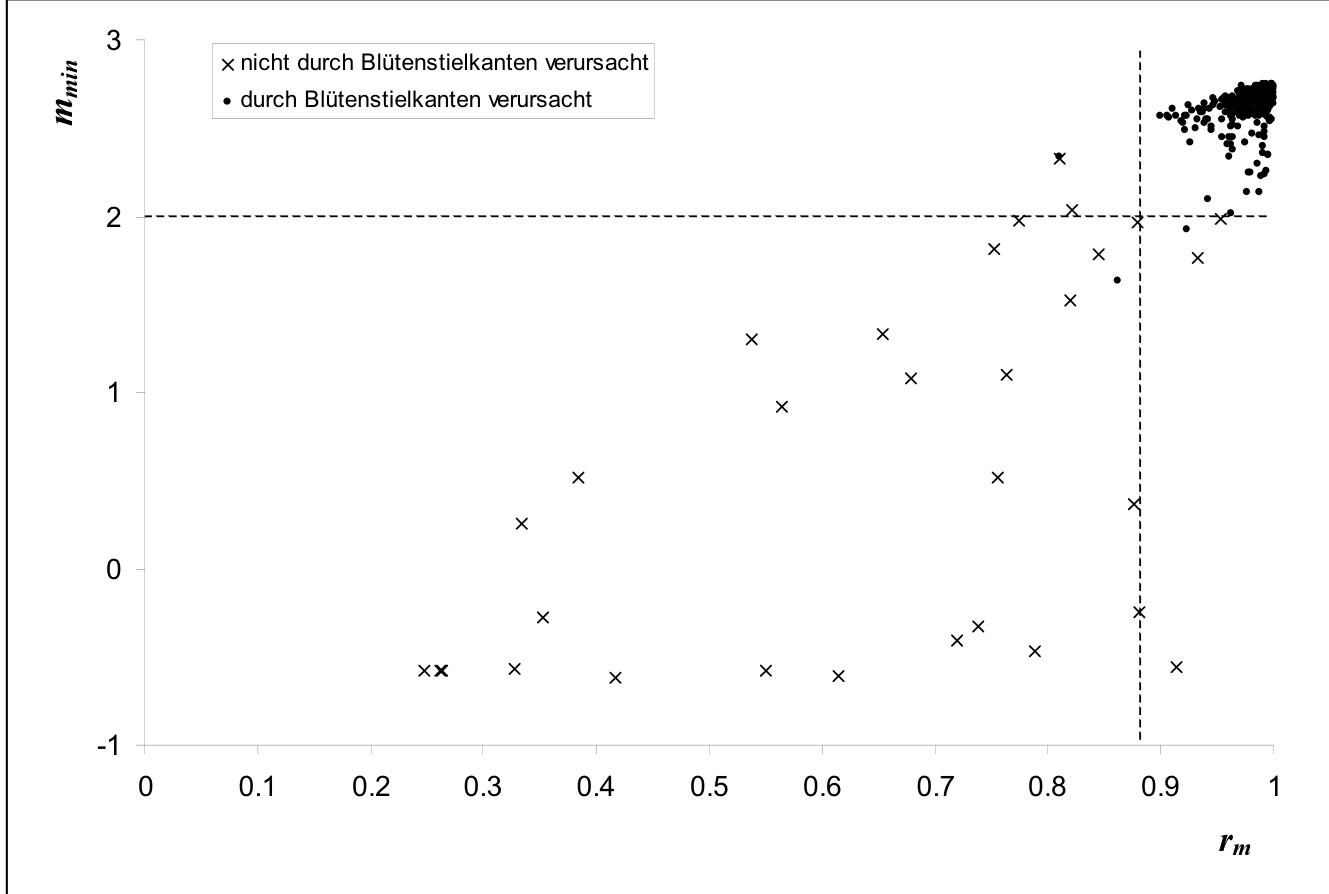 3
m_min
× nicht durch Blütenstielkanten verursacht
• durch Blütenstielkanten verursacht
2
1
0
-1
0 0.1 0.2 0.3 0.4 0.5 0.6 0.7 0.8 0.9 1
r_m